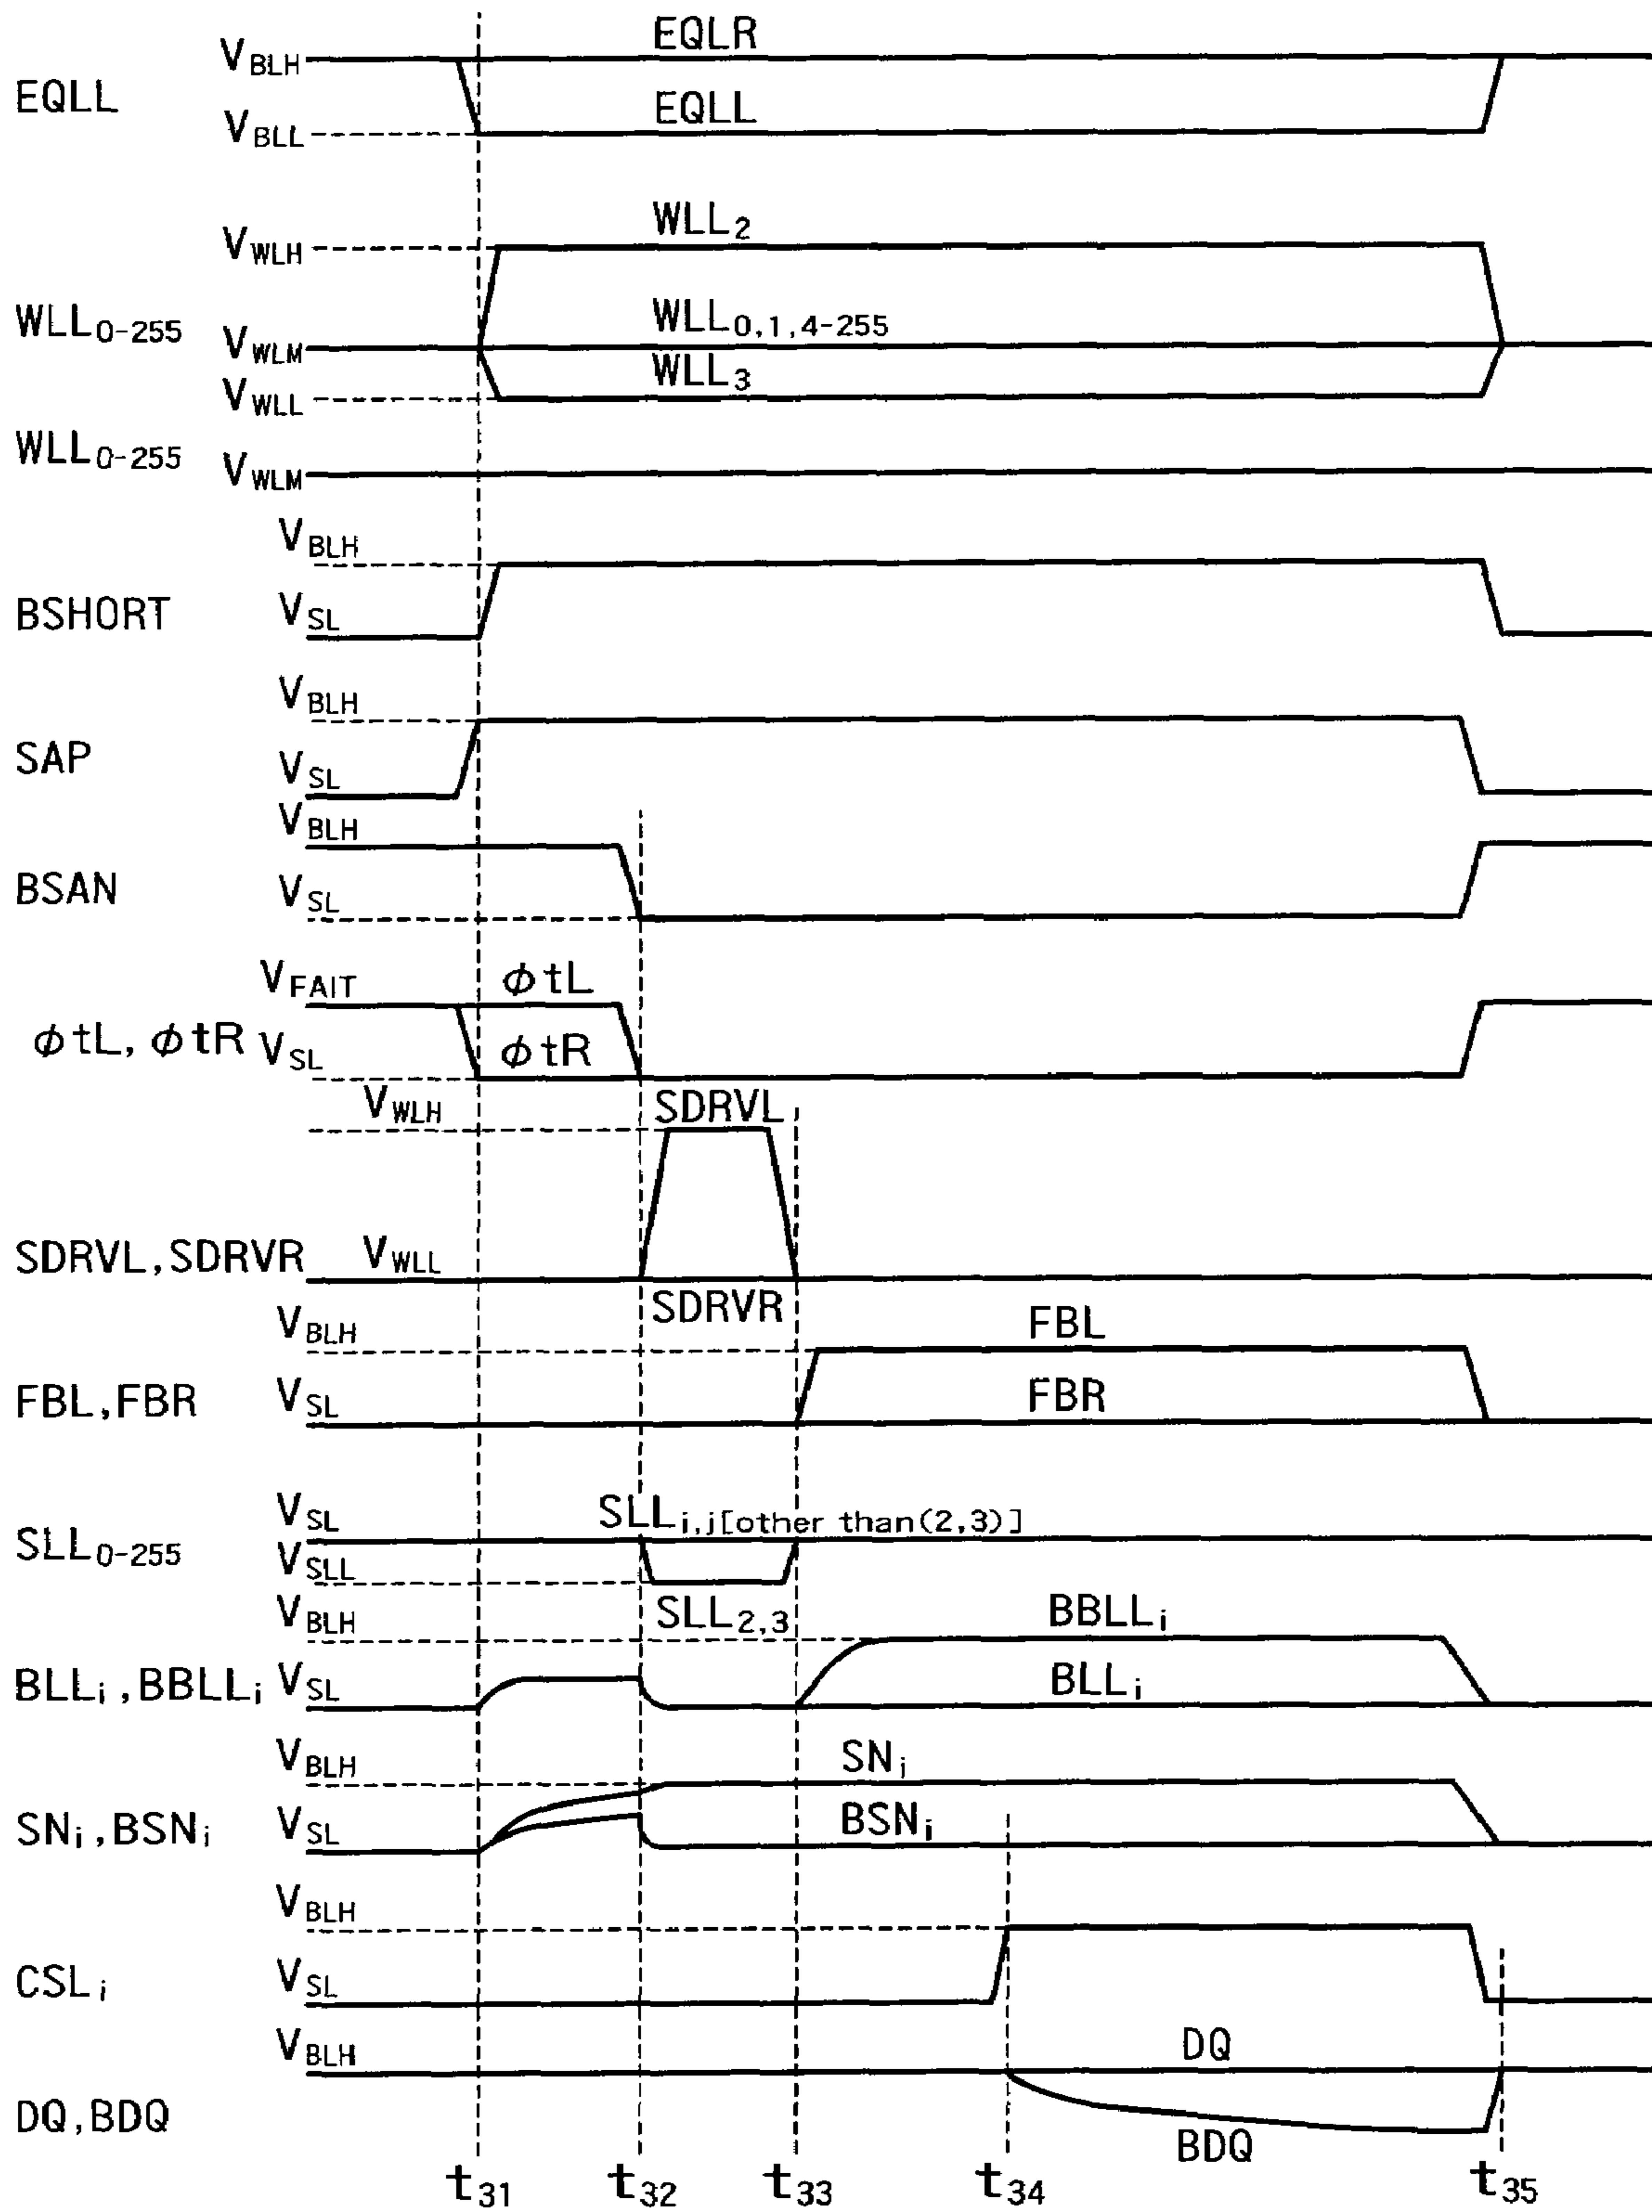 EQLR
V_BLH
EQLL
EQLL
V_BLL
WLL_2
V_WLH
WLL_0-255
WLL_0,1,4-255
V_WLM
WLL_3
V_WLL
WLL_0-255
V_WLM
V_BLH
BSHORT
V_SL
V_BLH
SAP
V_SL
V_BLH
BSAN
V_SL
V_FAIT
ϕtL
ϕtL, ϕtR
V_SL
ϕtR
V_WLH
SDRVL
SDRVL, SDRVR
V_WLL
SDRVR
V_BLH
FBL
FBL, FBR
V_SL
FBR
V_SL
SLL_i,j[other than(2,3)]
SLL_0-255
V_SLL
V_BLH
SLL_2,3
BBLL_i
BLL_i, BBLL_i
V_SL
BLL_i
V_BLH
SN_i
SN_i, BSN_i
V_SL
BSN_i
V_BLH
CSL_i
V_SL
V_BLH
DQ
DQ, BDQ
BDQ
t_31 t_32 t_33 t_34 t_35